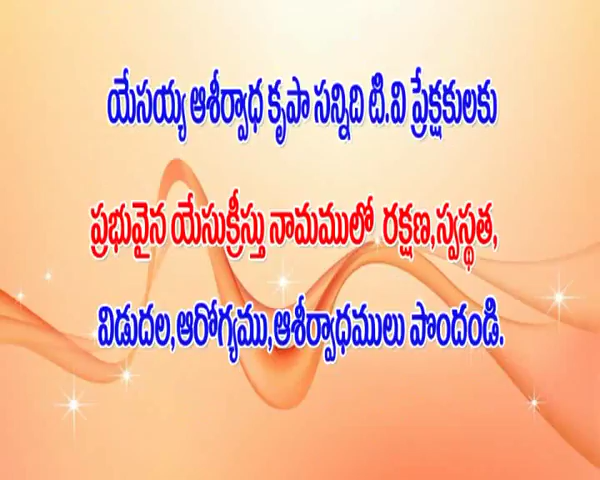 యేసయ్య ఆశీర్వాధ కృపా సన్నిది టి.వి ప్రేక్షకులకు
ప్రభువైన యేసుక్రీస్తు నామములో రక్షణ,స్వస్థత,
విడుదల,ఆరోగ్యము,ఆశీర్వాధములు పొందండి.